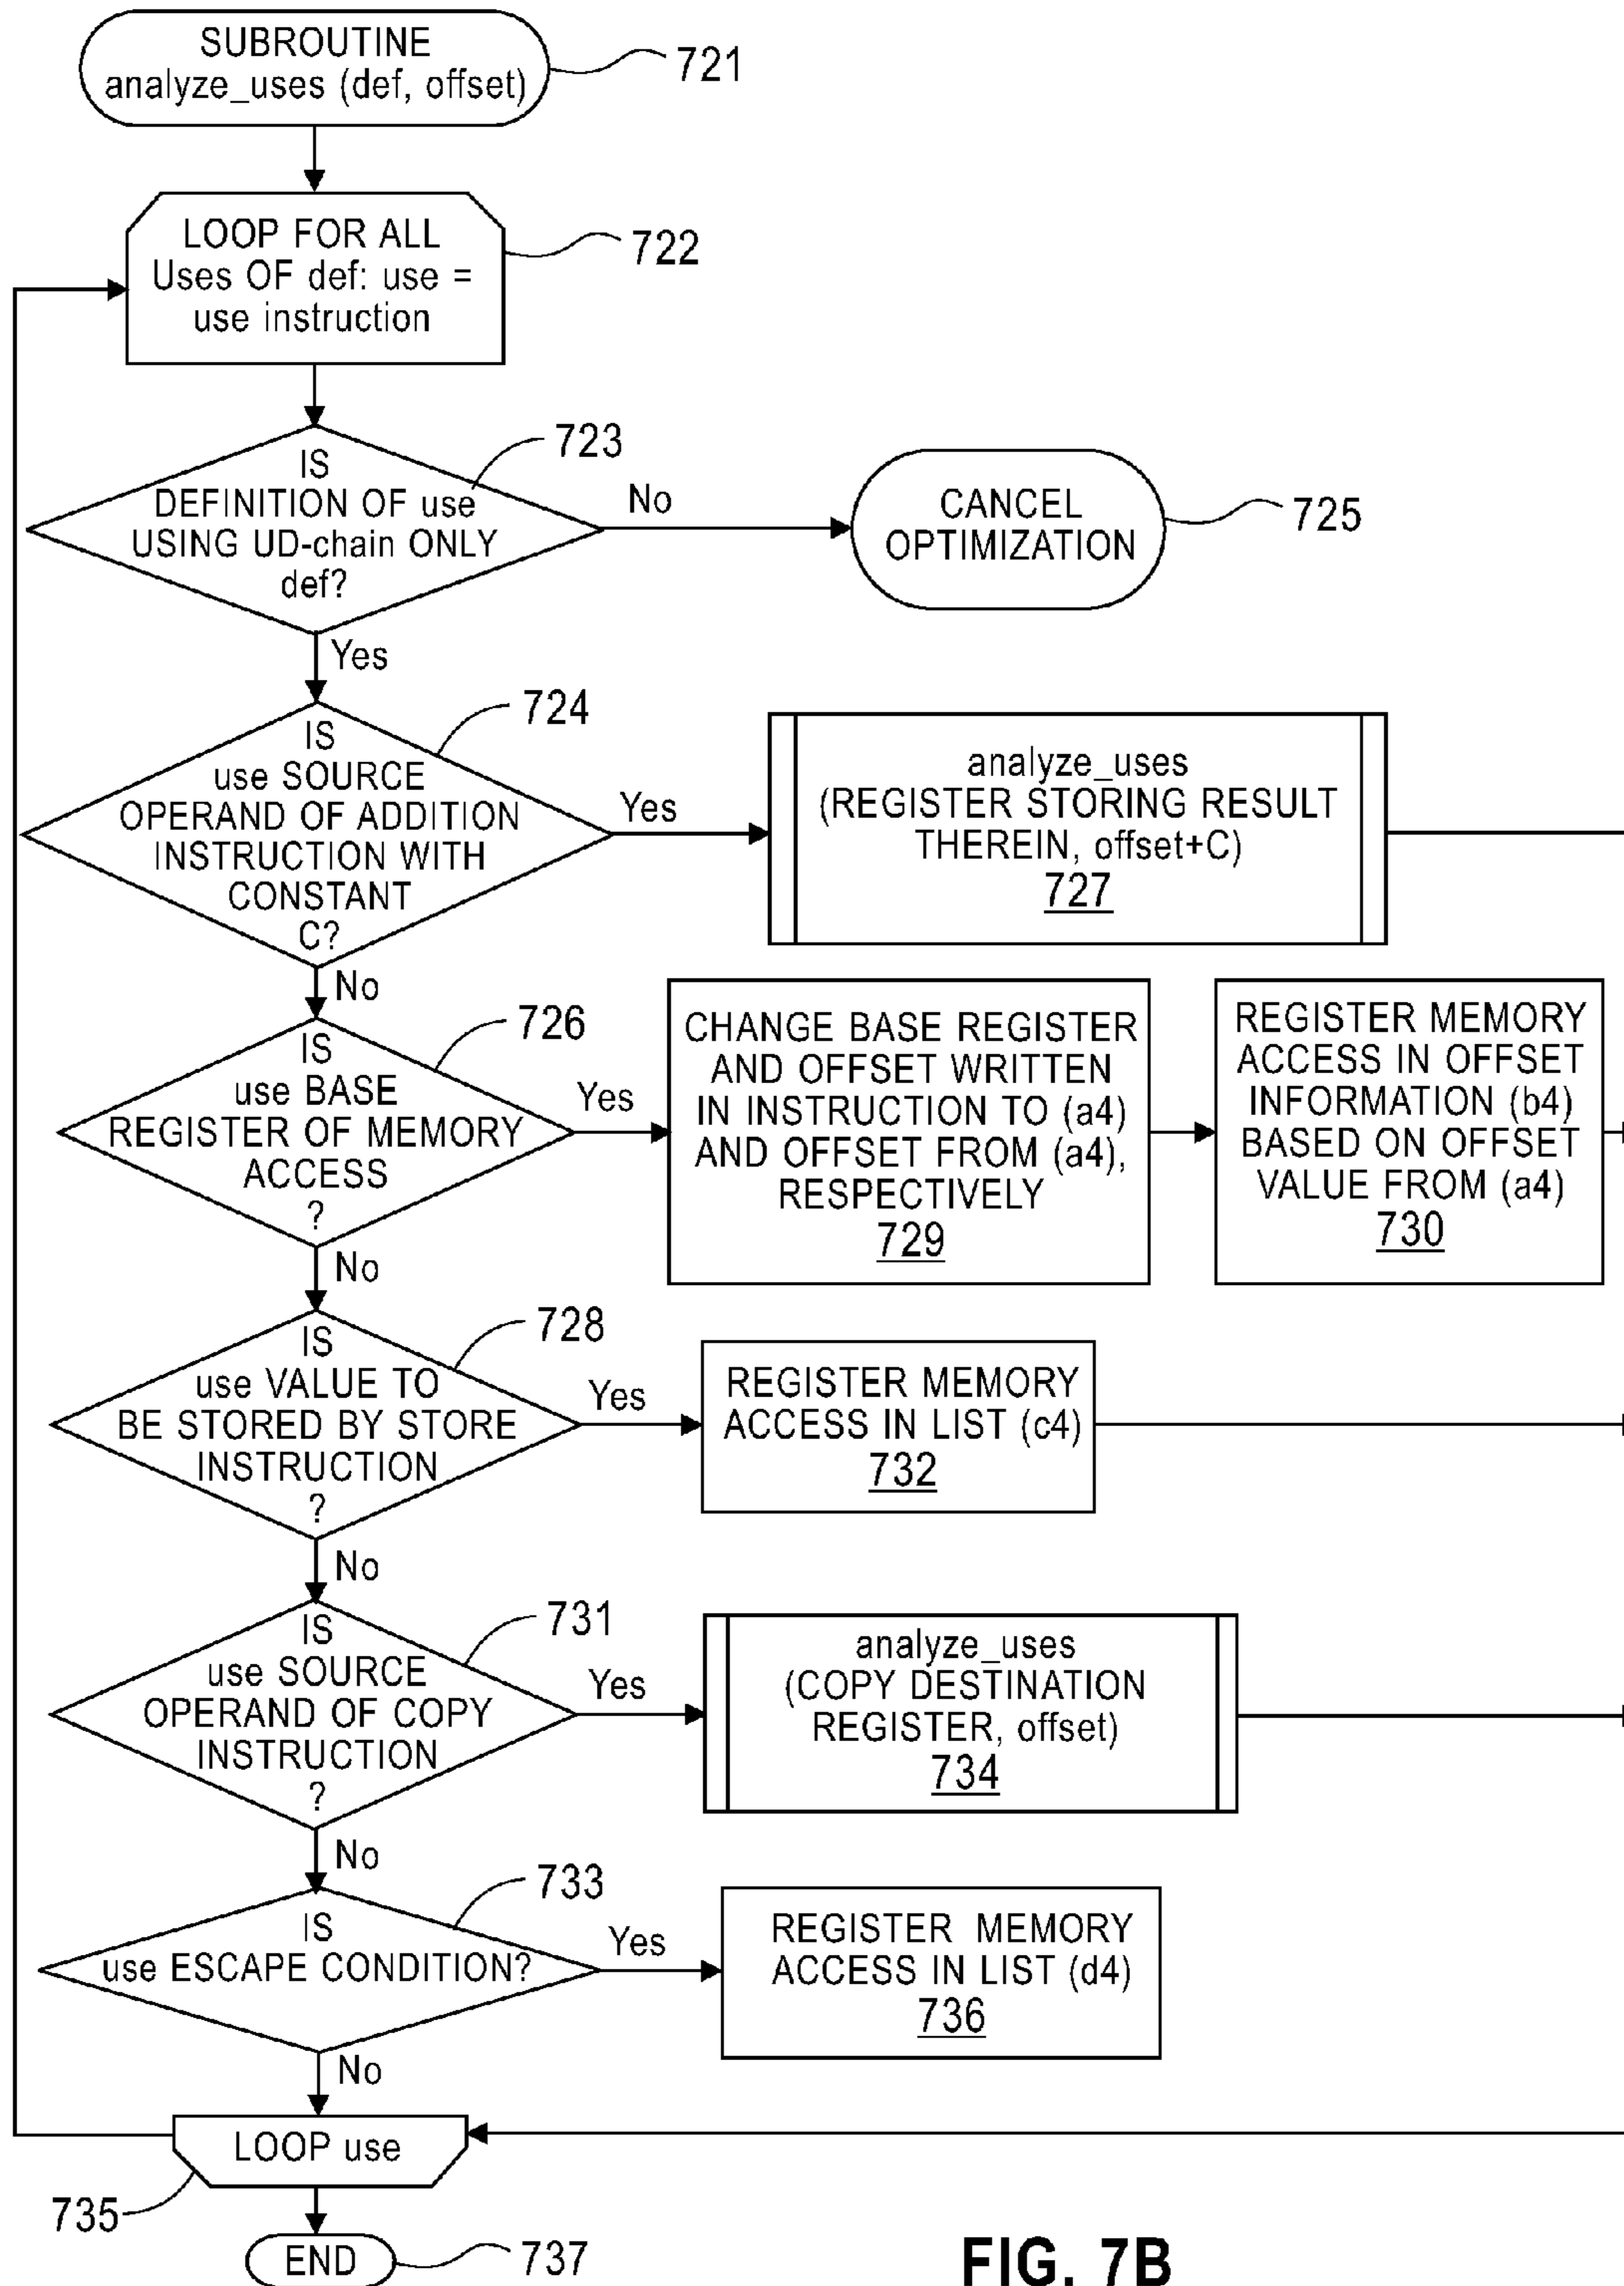 SUBROUTINE
analyze_uses (def, offset)
721
LOOP FOR ALL
Uses OF def: use =
use instruction
722
IS
DEFINITION OF use
USING UD-chain ONLY
def?
723
No
CANCEL
OPTIMIZATION
725
Yes
IS
use SOURCE
OPERAND OF ADDITION
INSTRUCTION WITH
CONSTANT
C?
724
Yes
analyze_uses
(REGISTER STORING RESULT
THEREIN, offset+C)
727
No
IS
use BASE
REGISTER OF MEMORY
ACCESS
?
726
Yes
CHANGE BASE REGISTER
AND OFFSET WRITTEN
IN INSTRUCTION TO (a4)
AND OFFSET FROM (a4),
RESPECTIVELY
729
REGISTER MEMORY
ACCESS IN OFFSET
INFORMATION (b4)
BASED ON OFFSET
VALUE FROM (a4)
730
No
IS
use VALUE TO
BE STORED BY STORE
INSTRUCTION
?
728
Yes
REGISTER MEMORY
ACCESS IN LIST (c4)
732
No
IS
use SOURCE
OPERAND OF COPY
INSTRUCTION
?
731
Yes
analyze_uses
(COPY DESTINATION
REGISTER, offset)
734
No
IS
use ESCAPE CONDITION?
733
Yes
REGISTER MEMORY
ACCESS IN LIST (d4)
736
No
LOOP use
735
END
737
FIG. 7B